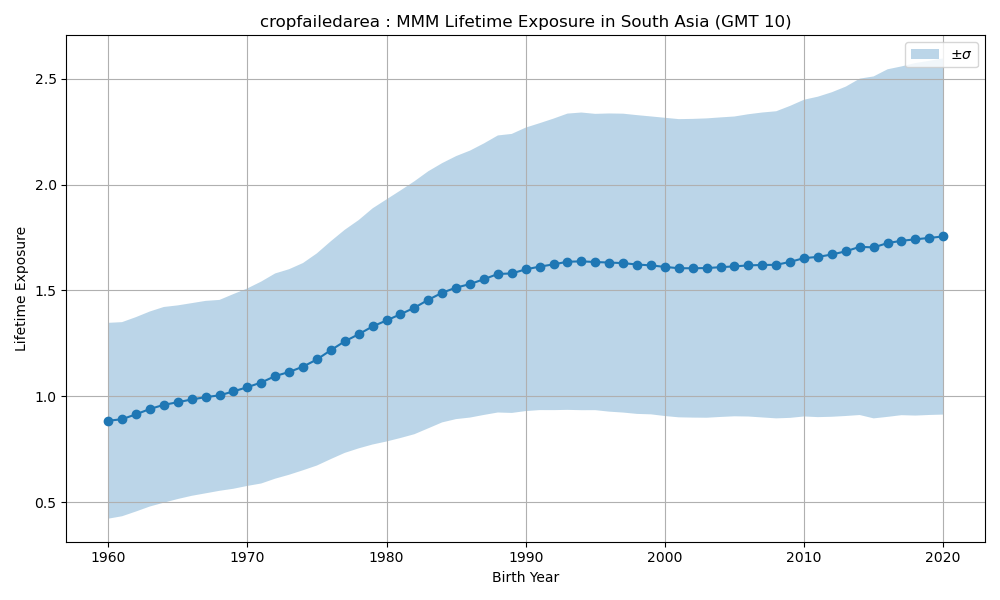 cropfailedarea : MMM Lifetime Exposure in South Asia (GMT 10)
±σ
2.5
2.0
1.5
1.0
0.5
Lifetime Exposure
1960 1970 1980 1990 2000 2010 2020
Birth Year